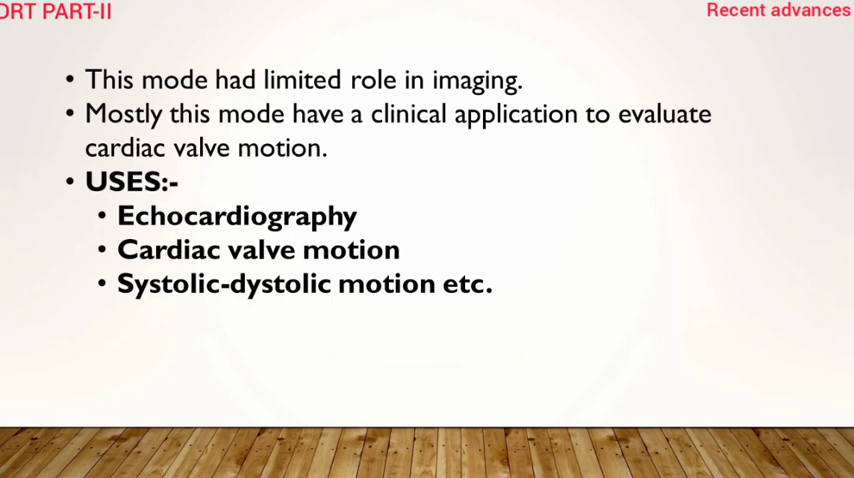 DRT PART-II
Recent advances
• This mode had limited role in imaging.
• Mostly this mode have a clinical application to evaluate
cardiac valve motion.
• USES:-
• Echocardiography
• Cardiac valve motion
• Systolic-dystolic motion etc.